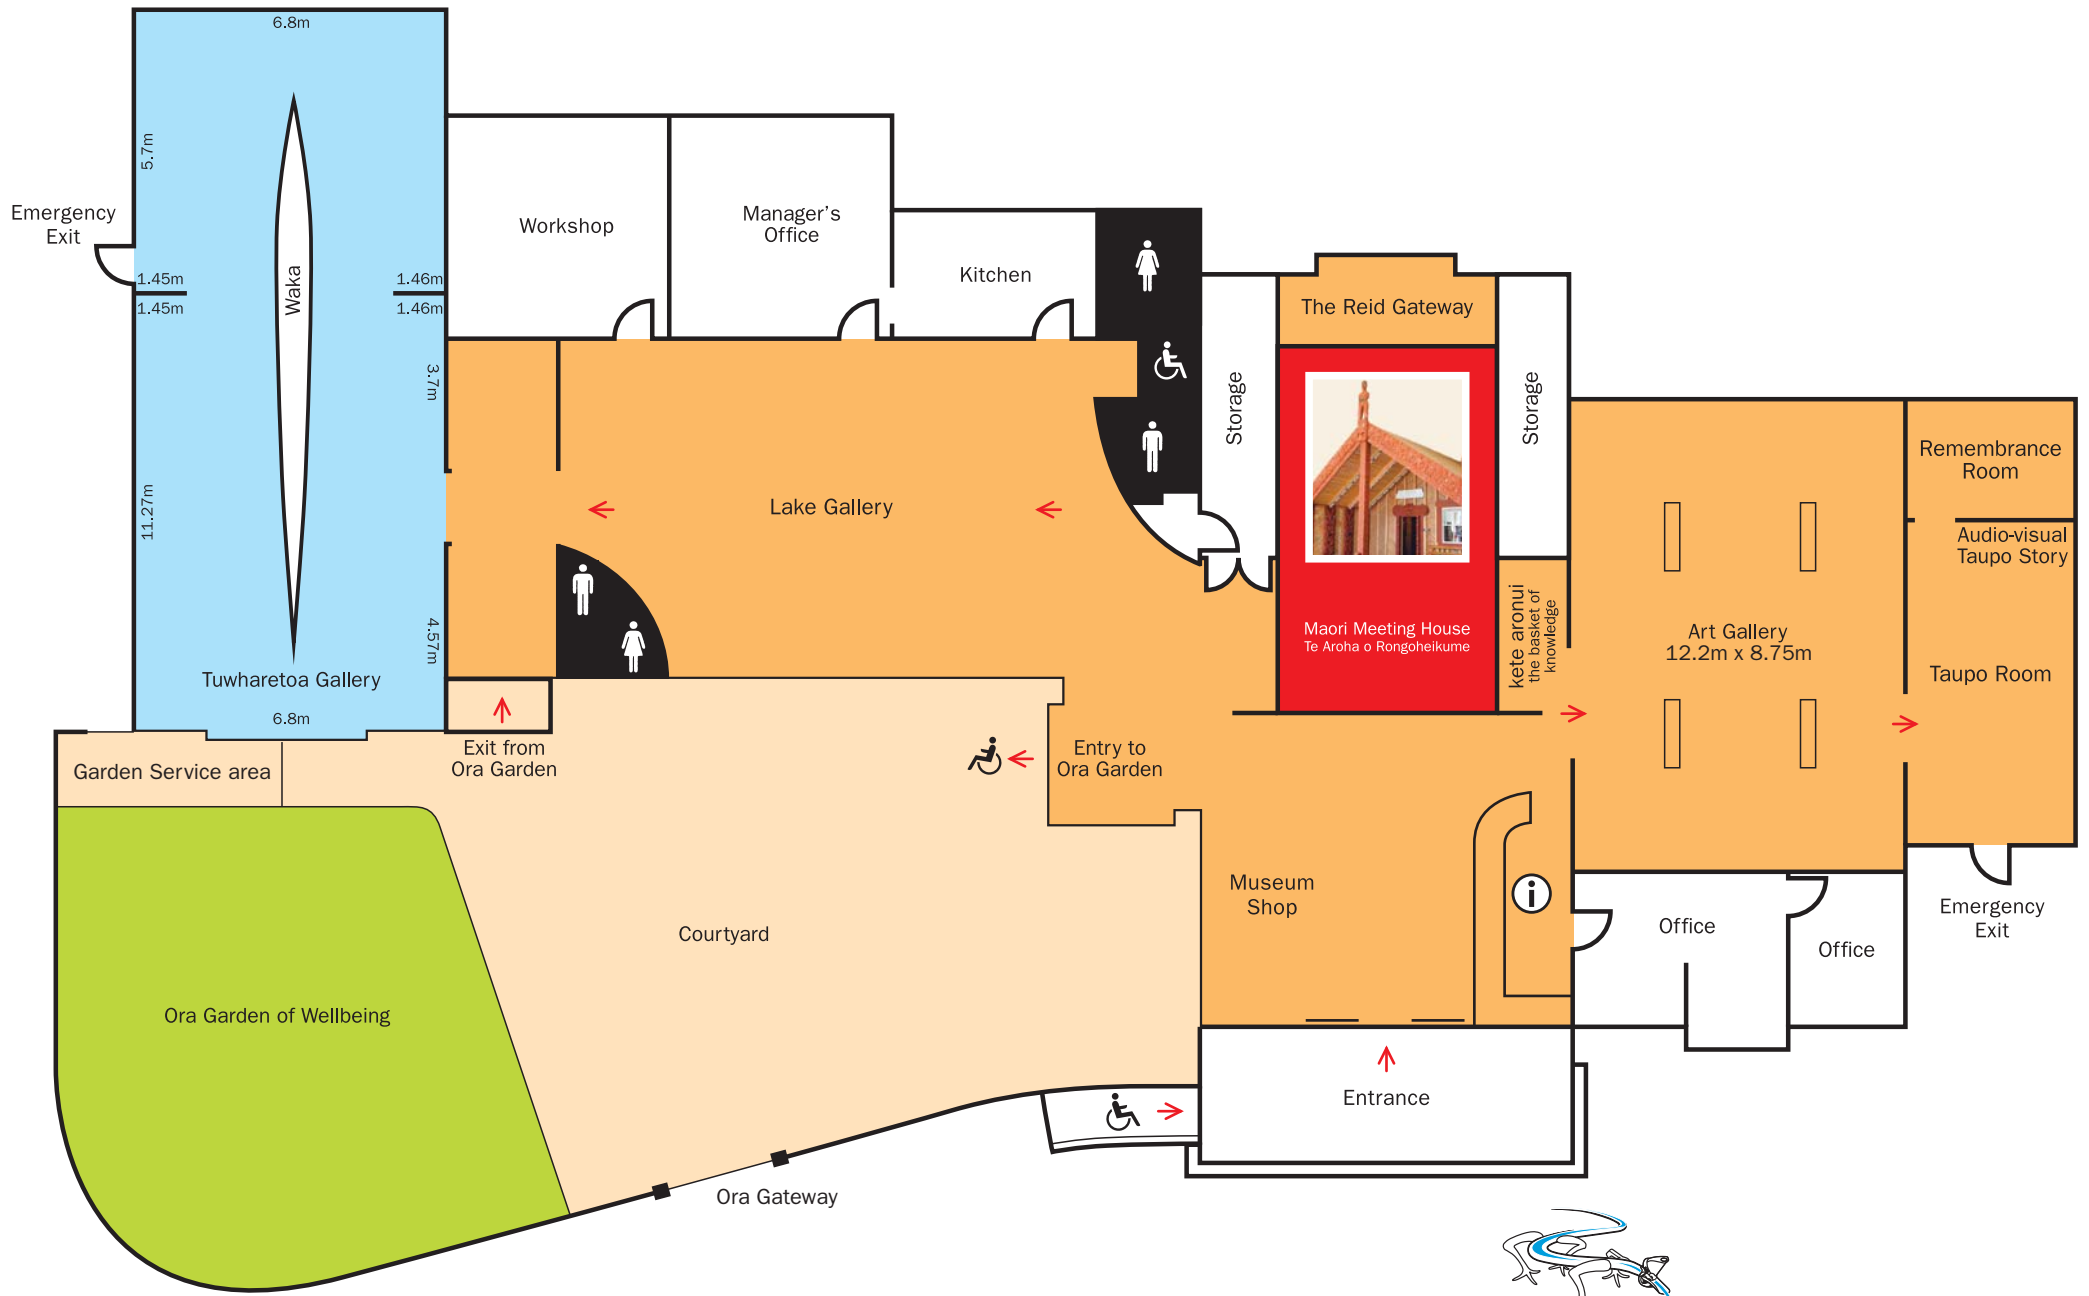 6.8m
5.7m
Emergency
Exit
1.45m
1.45m
1.46m
1.46m
Waka
11.27m
3.7m
4.57m
Tuwharetoa Gallery
6.8m
Workshop
Manager's
Office
Kitchen
Storage
The Reid Gateway
Storage
Lake Gallery
Maori Meeting House
Te Aroha o Rongoheikume
kete aronui
the basket of
knowledge
Art Gallery
12.2m x 8.75m
Remembrance
Room
Audio-visual
Taupo Story
Taupo Room
Exit from
Ora Garden
Entry to
Ora Garden
Garden Service area
Museum
Shop
i
Office
Office
Emergency
Exit
Courtyard
Ora Garden of Wellbeing
Entrance
Ora Gateway